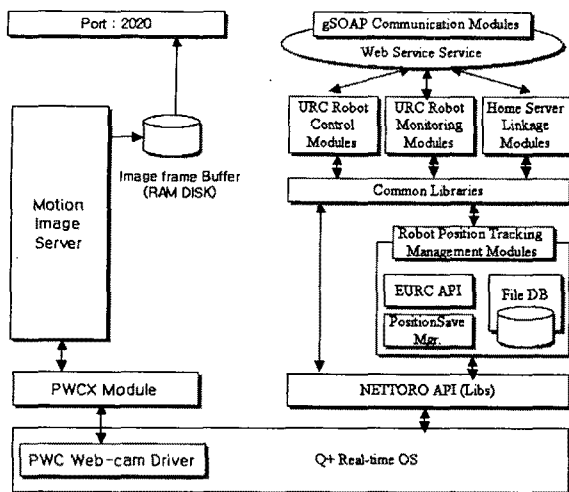 Port : 2020
Motion
Image
Server
Image frame Buffer
(RAM DISK)
PWCX Module
PWC Web-cam Driver
gSOAP Communication Modules
Web Service Service
URC Robot
Control
Modules
URC Robot
Monitoring
Modules
Home Server
Linkage
Modules
Common Libraries
Robot Position Tracking
Management Modules
EURC API
PositionSave
Mgr.
File DB
NETTORO API (Libs)
Q+ Real-time OS